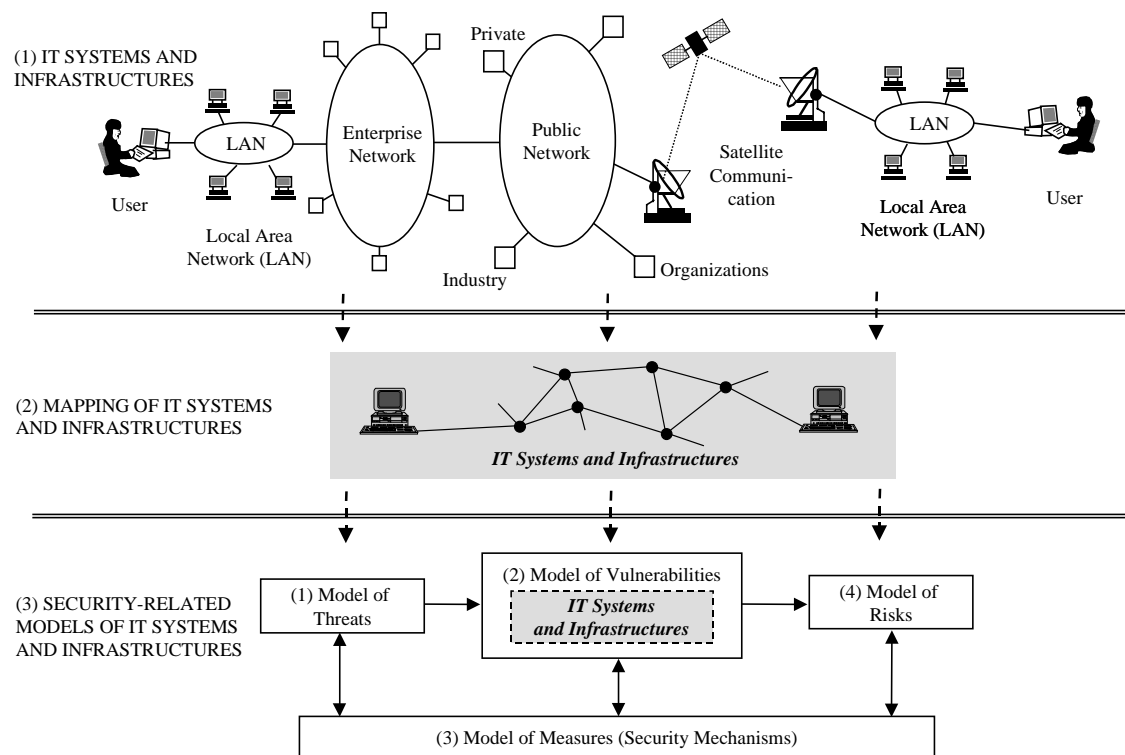 (1) IT SYSTEMS AND
INFRASTRUCTURES
Private
LAN
Enterprise
Network
Public
Network
Satellite
Communi-
cation
LAN
User
Local Area
Network (LAN)
Industry
Organizations
Local Area
Network (LAN)
User
(2) MAPPING OF IT SYSTEMS
AND INFRASTRUCTURES
IT Systems and Infrastructures
(3) SECURITY-RELATED
MODELS OF IT SYSTEMS
AND INFRASTRUCTURES
(1) Model of
Threats
(2) Model of Vulnerabilities
IT Systems
and Infrastructures
(4) Model of
Risks
(3) Model of Measures (Security Mechanisms)